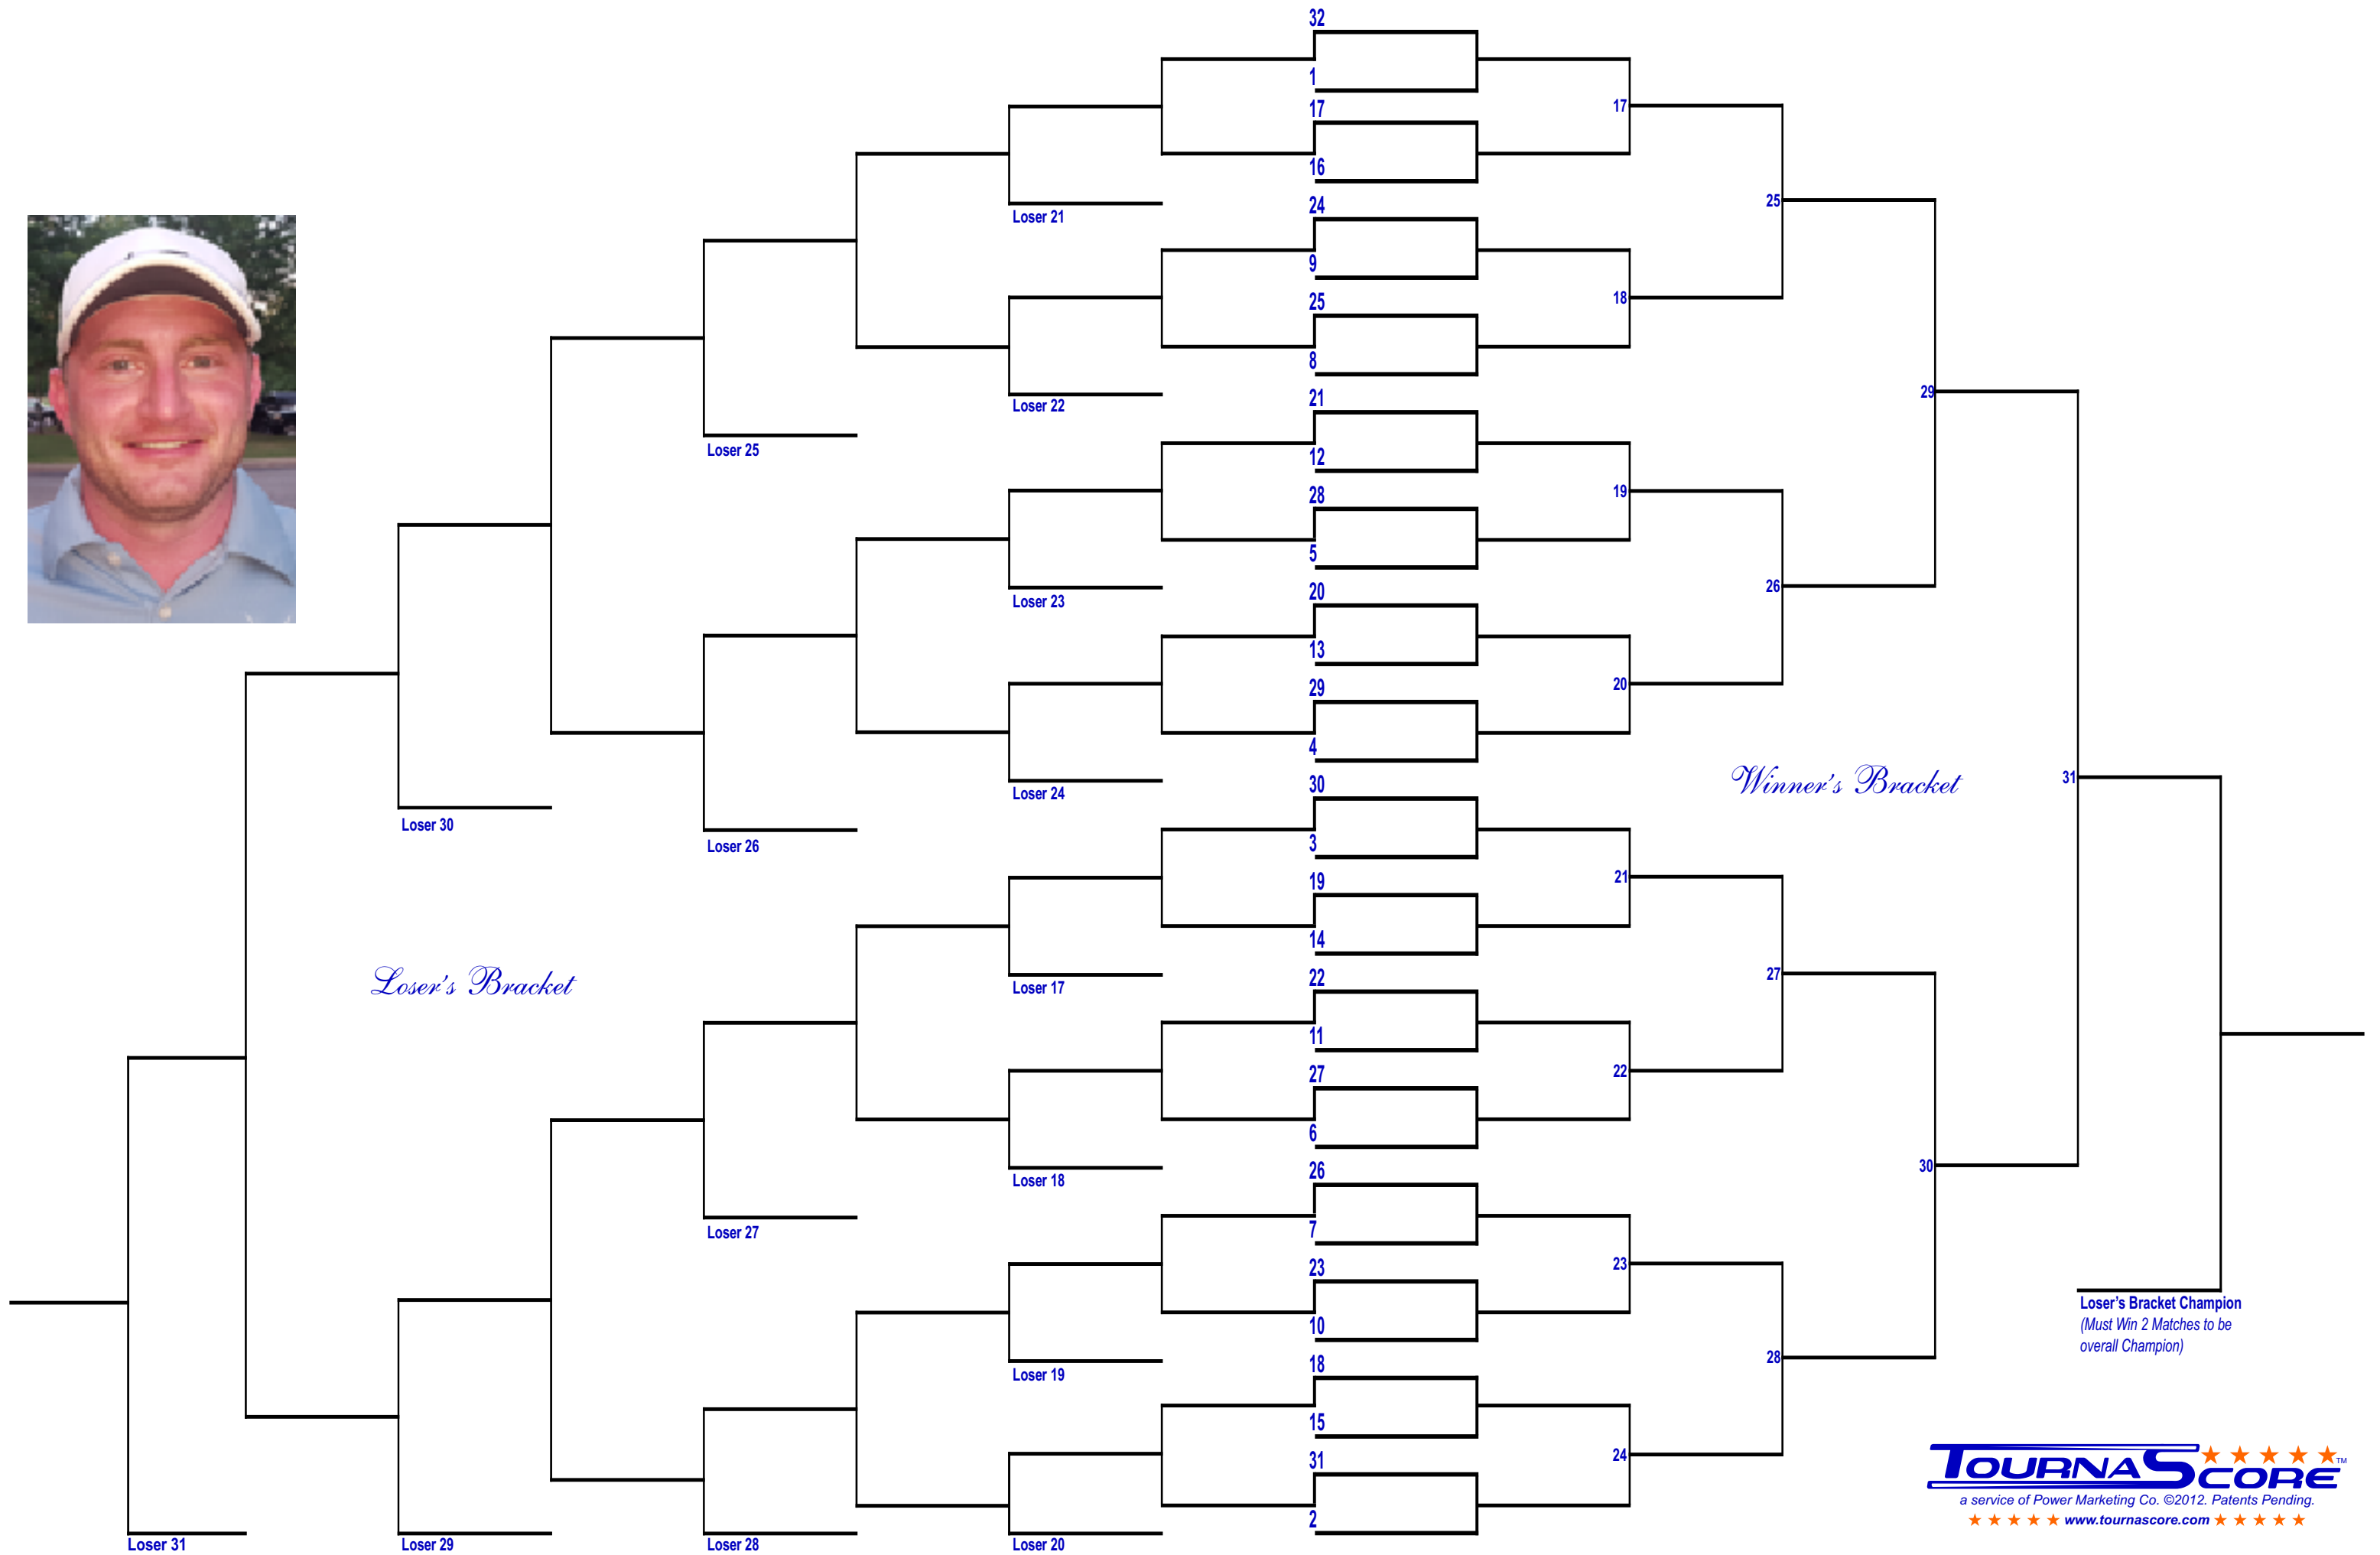 32
1
17
17
16
25
Loser 21
24
9
18
25
8
29
21
Loser 22
Loser 25
12
19
28
5
26
20
Loser 23
13
20
29
4
Winner's Bracket
31
30
Loser 24
Loser 30
3
Loser 26
21
19
14
27
Loser's Bracket
22
Loser 17
11
22
27
6
30
26
Loser 18
7
Loser 27
23
23
Loser's Bracket Champion
(Must Win 2 Matches to be
overall Champion)
10
28
18
Loser 19
15
24
31
TournaScore™
a service of Power Marketing Co. ©2012. Patents Pending.
www.tournascore.com
2
Loser 31
Loser 29
Loser 28
Loser 20